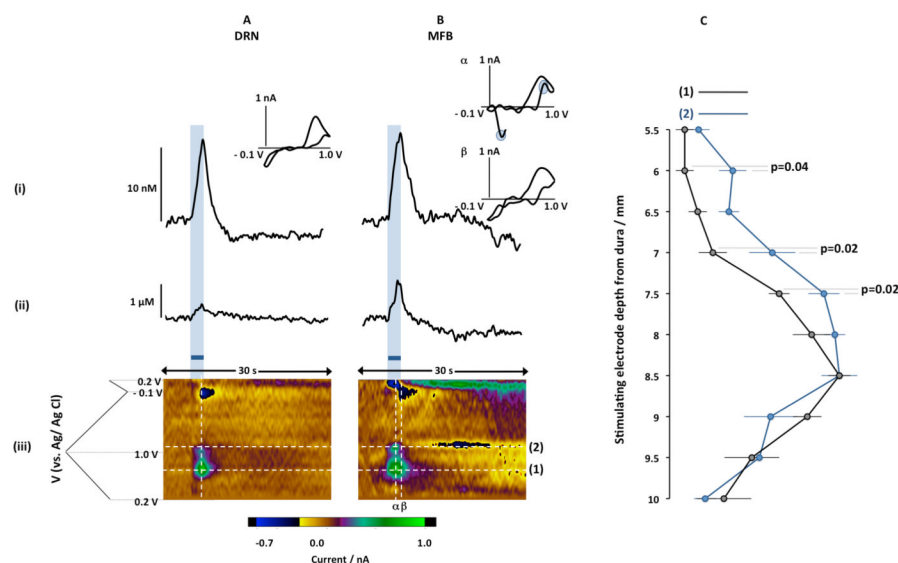 A
DRN
B
MFB
C
α
1 nA
- 0.1 V
1.0 V
1 nA
- 0.1 V
1.0 V
β
1 nA
- 0.1 V
1.0 V
(i)
10 nM
(ii)
1 µM
30 s
30 s
(iii)
V (vs. Ag/ Ag Cl)
0.2 V
- 0.1 V
1.0 V
0.2 V
(2)
(1)
α β
-0.7
0.0
1.0
Current / nA
(1)
(2)
Stimulating electrode depth from dura / mm
5.5
6
6.5
7
7.5
8
8.5
9
9.5
10
p=0.04
p=0.02
p=0.02